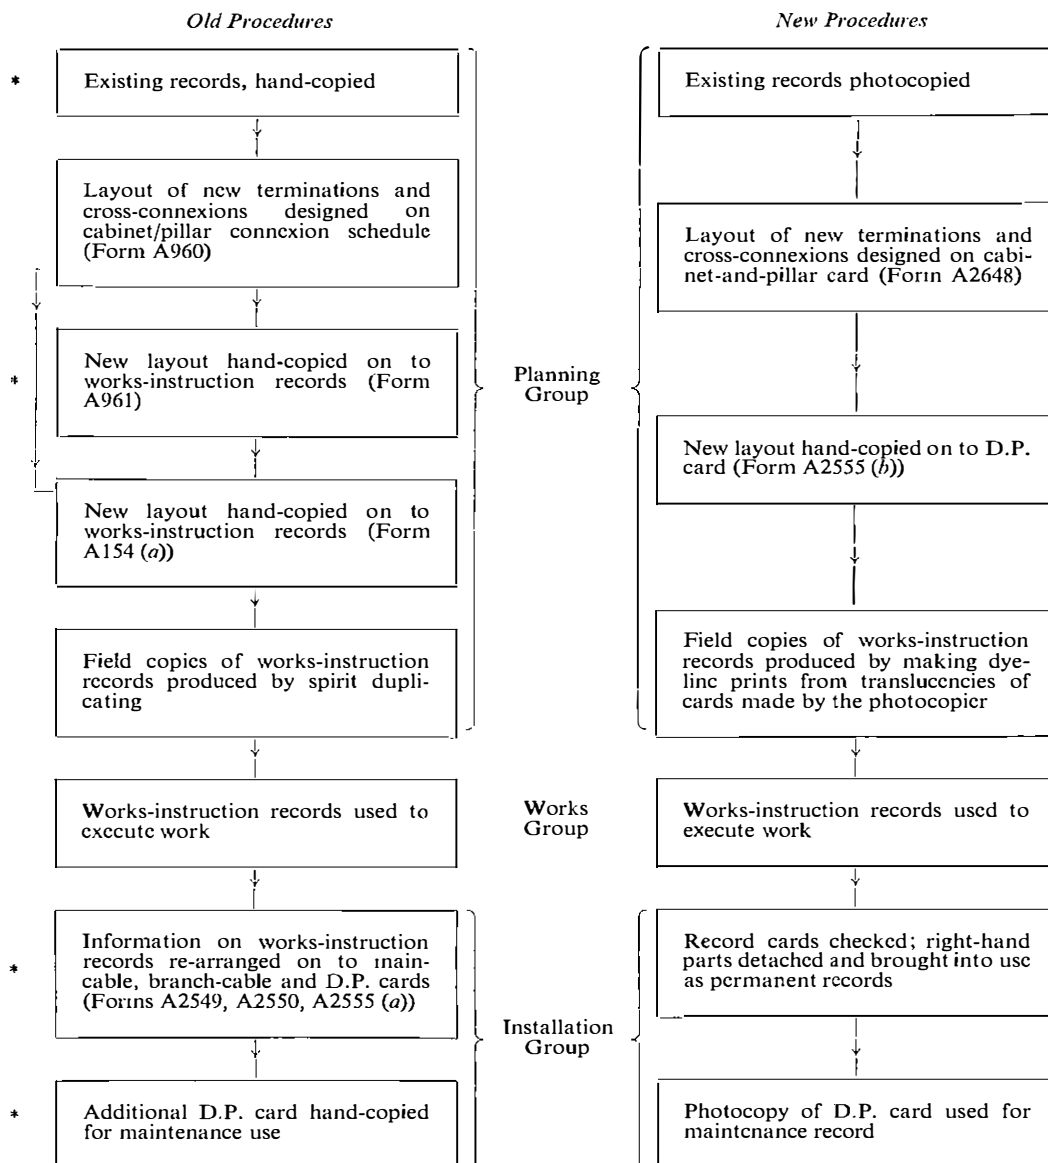 Old Procedures
New Procedures
*
Existing records, hand-copied
Layout of new terminations and
cross-connexions designed on
cabinet/pillar connexion schedule
(Form A960)
*
New layout hand-copied on to
works-instruction records (Form
A961)
New layout hand-copied on to
works-instruction records (Form
A154 (a))
Field copies of works-instruction
records produced by spirit dupli-
cating
Works-instruction records used to
execute work
*
Information on works-instruction
records re-arranged on to main-
cable, branch-cable and D.P. cards
(Forms A2549, A2550, A2555 (a))
*
Additional D.P. card hand-copied
for maintenance use
Planning
Group
Works
Group
Installation
Group
Existing records photocopied
Layout of new terminations and
cross-connexions designed on cabi-
net-and-pillar card (Form A2648)
New layout hand-copied on to D.P.
card (Form A2555 (b))
Field copies of works-instruction
records produced by making dye-
line prints from translucencies of
cards made by the photocopier
Works-instruction records used to
execute work
Record cards checked; right-hand
parts detached and brought into use
as permanent records
Photocopy of D.P. card used for
maintenance record